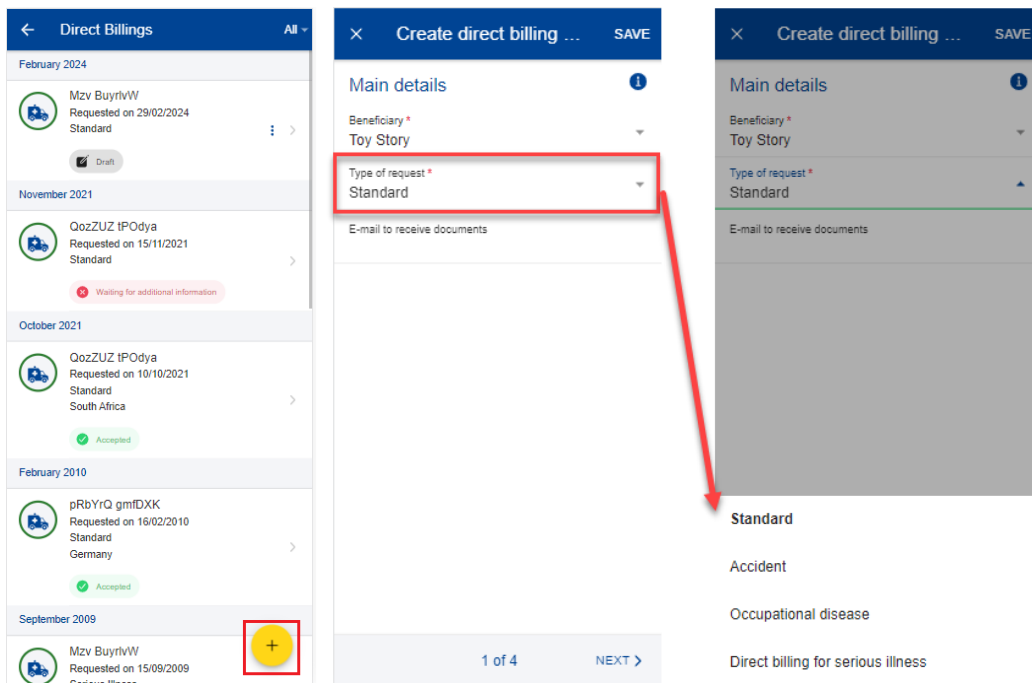 Direct Billings
All
February 2024
Mzv BuyrlvW
Requested on 29/02/2024
Standard
Draft
November 2021
QozZUZ tPOdya
Requested on 15/11/2021
Standard
Waiting for additional information
October 2021
QozZUZ tPOdya
Requested on 10/10/2021
Standard
South Africa
Accepted
February 2010
pRbYrQ gmfDXK
Requested on 16/02/2010
Standard
Germany
Accepted
September 2009
Mzv BuyrlvW
Requested on 15/09/2009
Serious Illness
+
Create direct billing ...
SAVE
Main details
Beneficiary *
Toy Story
Type of request *
Standard
E-mail to receive documents
1 of 4
NEXT
Create direct billing ...
SAVE
Main details
Beneficiary *
Toy Story
Type of request *
Standard
E-mail to receive documents
Standard
Accident
Occupational disease
Direct billing for serious illness